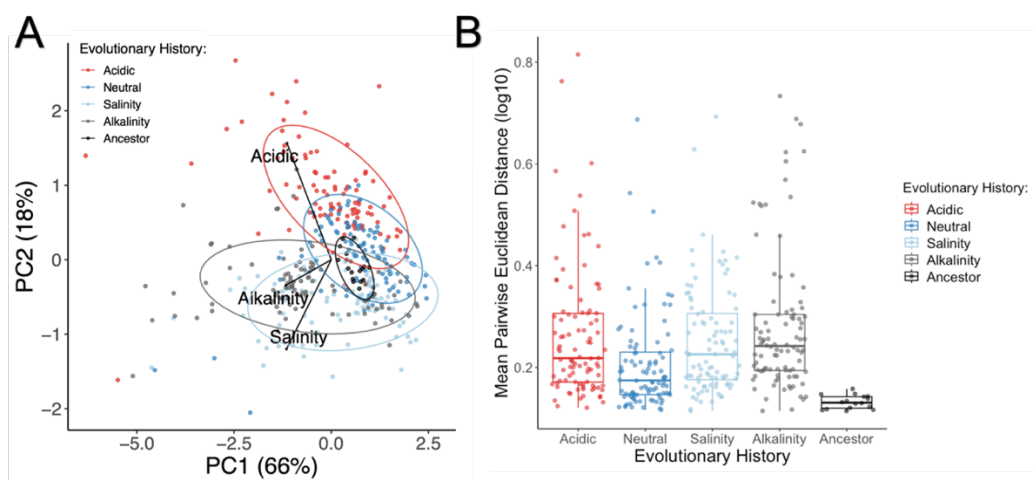 A
Evolutionary History:
Acidic
Neutral
Salinity
Alkalinity
Ancestor
2
1
0
−1
−2
PC2 (18%)
Acidic
Alkalinity
Salinity
−5.0
−2.5
0.0
2.5
PC1 (66%)
B
Mean Pairwise Euclidean Distance (log10)
0.8
0.6
0.4
0.2
Acidic
Neutral
Salinity
Alkalinity
Ancestor
Evolutionary History
Evolutionary History:
Acidic
Neutral
Salinity
Alkalinity
Ancestor